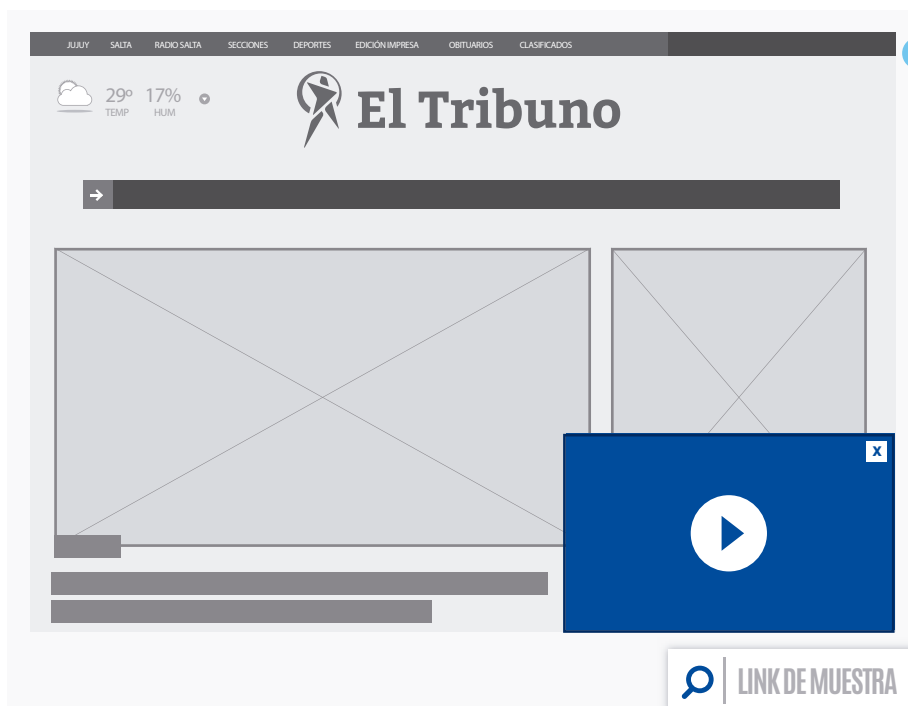 JUJUY SALTA RADIO SALTA SECCIONES DEPORTES EDICIÓN IMPRESA OBITUARIOS CLASIFICADOS
29º 17%
TEMP HUM
El Tribuno
X
LINK DE MUESTRA